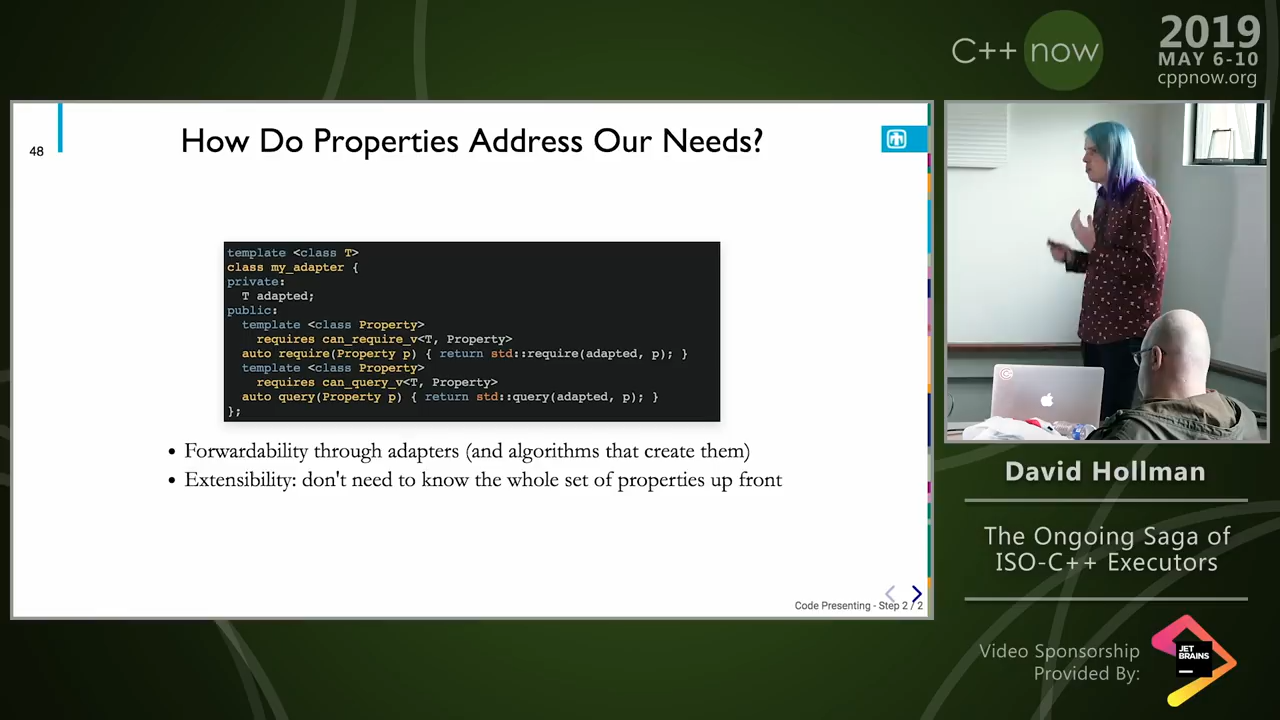 C++ now
2019
MAY 6-10
cppnow.org
48
How Do Properties Address Our Needs?
template <class T>
class my_adapter {
private:
  T adapted;
public:
  template <class Property>
    requires can_require_v<T, Property>
  auto require(Property p) { return std::require(adapted, p); }
  template <class Property>
    requires can_query_v<T, Property>
  auto query(Property p) { return std::query(adapted, p); }
};
• Forwardability through adapters (and algorithms that create them)
• Extensibility: don't need to know the whole set of properties up front
Code Presenting - Step 2 / 2
David Hollman
The Ongoing Saga of
ISO-C++ Executors
Video Sponsorship
Provided By:
JET
BRAINS